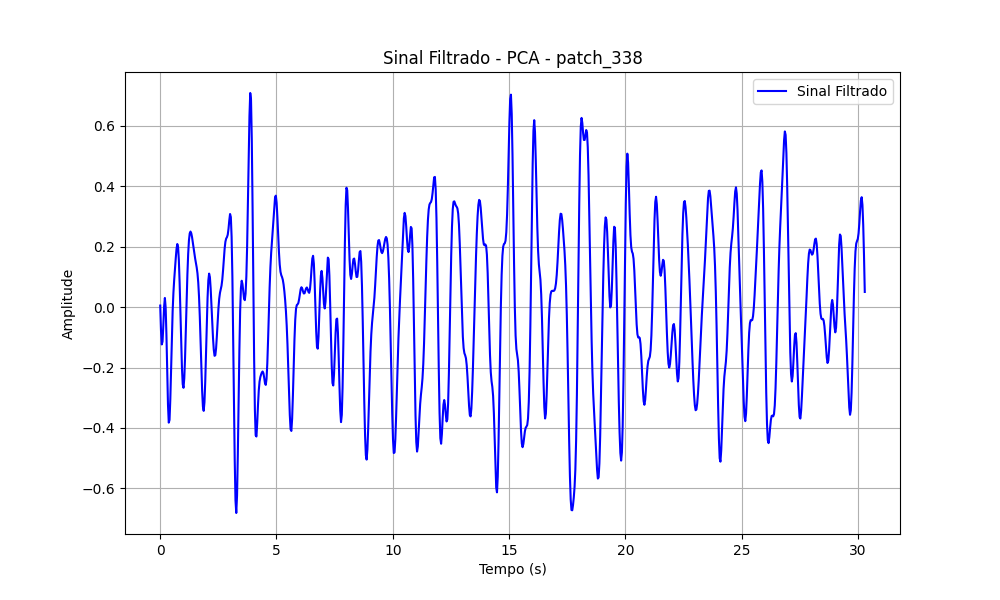 Sinal Filtrado - PCA - patch_338
Sinal Filtrado
Amplitude
0.6
0.4
0.2
0.0
−0.2
−0.4
−0.6
0 5 10 15 20 25 30
Tempo (s)